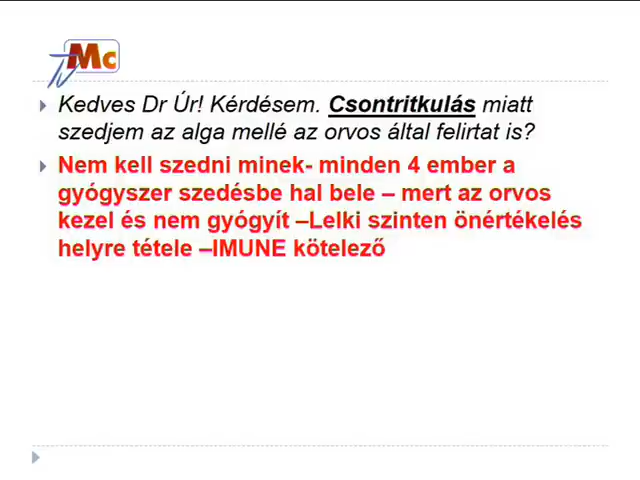 TV Mc
Kedves Dr Úr! Kérdésem. Csontritkulás miatt
szedjem az alga mellé az orvos által felirtat is?
Nem kell szedni minek- minden 4 ember a
gyógyszer szedésbe hal bele – mert az orvos
kezel és nem gyógyít –Lelki szinten önértékelés
helyre tétele –IMUNE kötelező